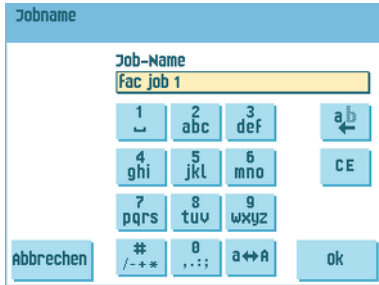 Jobname
Job-Name
Fac job 1
1 2 3
␣ abc def
ab
4 5 6
ghi jkl mno
CE
7 8 9
pqrs tuv wxyz
# 0
/-+* ,.:; a↔A
Abbrechen
ok